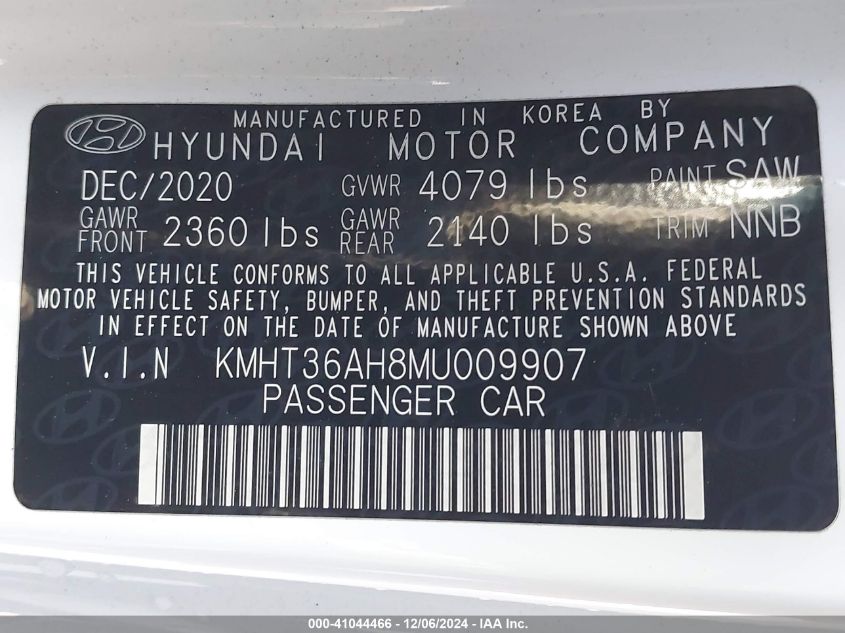 MANUFACTURED IN KOREA BY
HYUNDAI MOTOR COMPANY
DEC/2020 GVWR 4079 lbs PAINT SAW
GAWR FRONT 2360 lbs GAWR REAR 2140 lbs TRIM NNB
THIS VEHICLE CONFORMS TO ALL APPLICABLE U.S.A. FEDERAL
MOTOR VEHICLE SAFETY, BUMPER, AND THEFT PREVENTION STANDARDS
IN EFFECT ON THE DATE OF MANUFACTURE SHOWN ABOVE
V.I.N KMHT36AH8MU009907
PASSENGER CAR
000-41044466 - 12/06/2024 - IAA Inc.